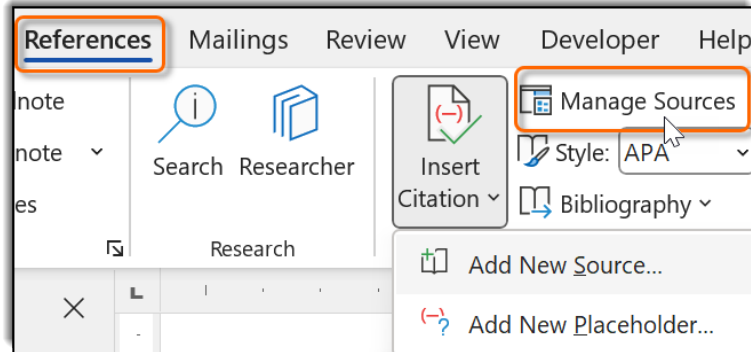 References Mailings Review View Developer Help
note
Manage Sources
note
Search Researcher
Insert Citation
Style: APA
es
Bibliography
Research
Add New Source...
Add New Placeholder...